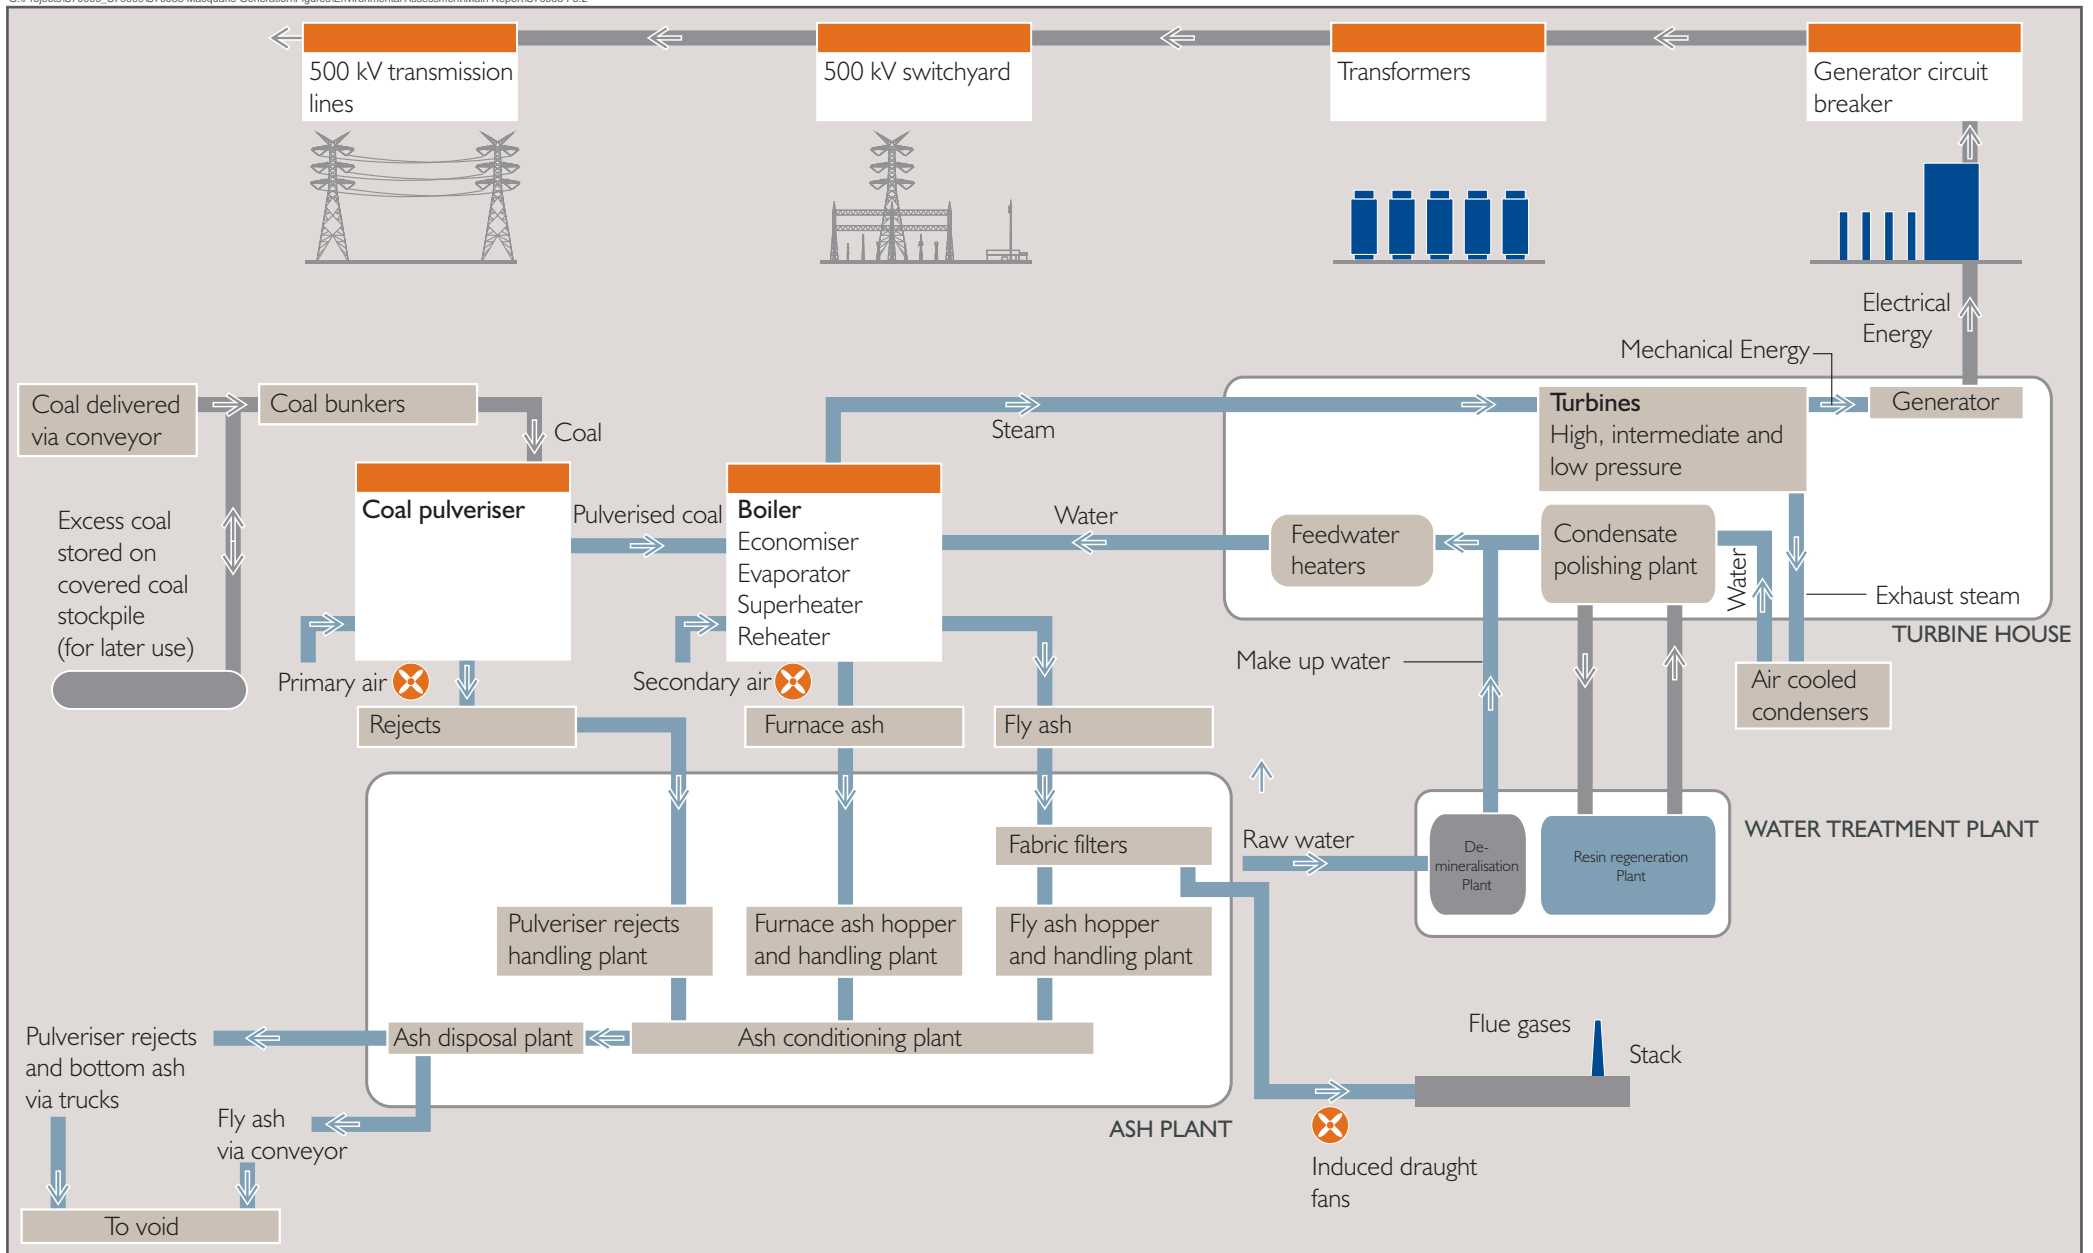 500 kV transmission
lines
500 kV switchyard
Transformers
Generator circuit
breaker
Electrical
Energy
Mechanical Energy
Coal delivered
via conveyor
Coal bunkers
Coal
Steam
Turbines
High, intermediate and
low pressure
Generator
Excess coal
stored on
covered coal
stockpile
(for later use)
Coal pulveriser
Pulverised coal
Boiler
Economiser
Evaporator
Superheater
Reheater
Water
Feedwater
heaters
Condensate
polishing plant
Water
Exhaust steam
TURBINE HOUSE
Primary air
Secondary air
Make up water
Air cooled
condensers
Rejects
Furnace ash
Fly ash
Fabric filters
Raw water
De-
mineralisation
Plant
Resin regeneration
Plant
WATER TREATMENT PLANT
Pulveriser rejects
handling plant
Furnace ash hopper
and handling plant
Fly ash hopper
and handling plant
Pulveriser rejects
and bottom ash
via trucks
Ash disposal plant
Ash conditioning plant
Flue gases
Stack
Fly ash
via conveyor
ASH PLANT
Induced draught
fans
To void